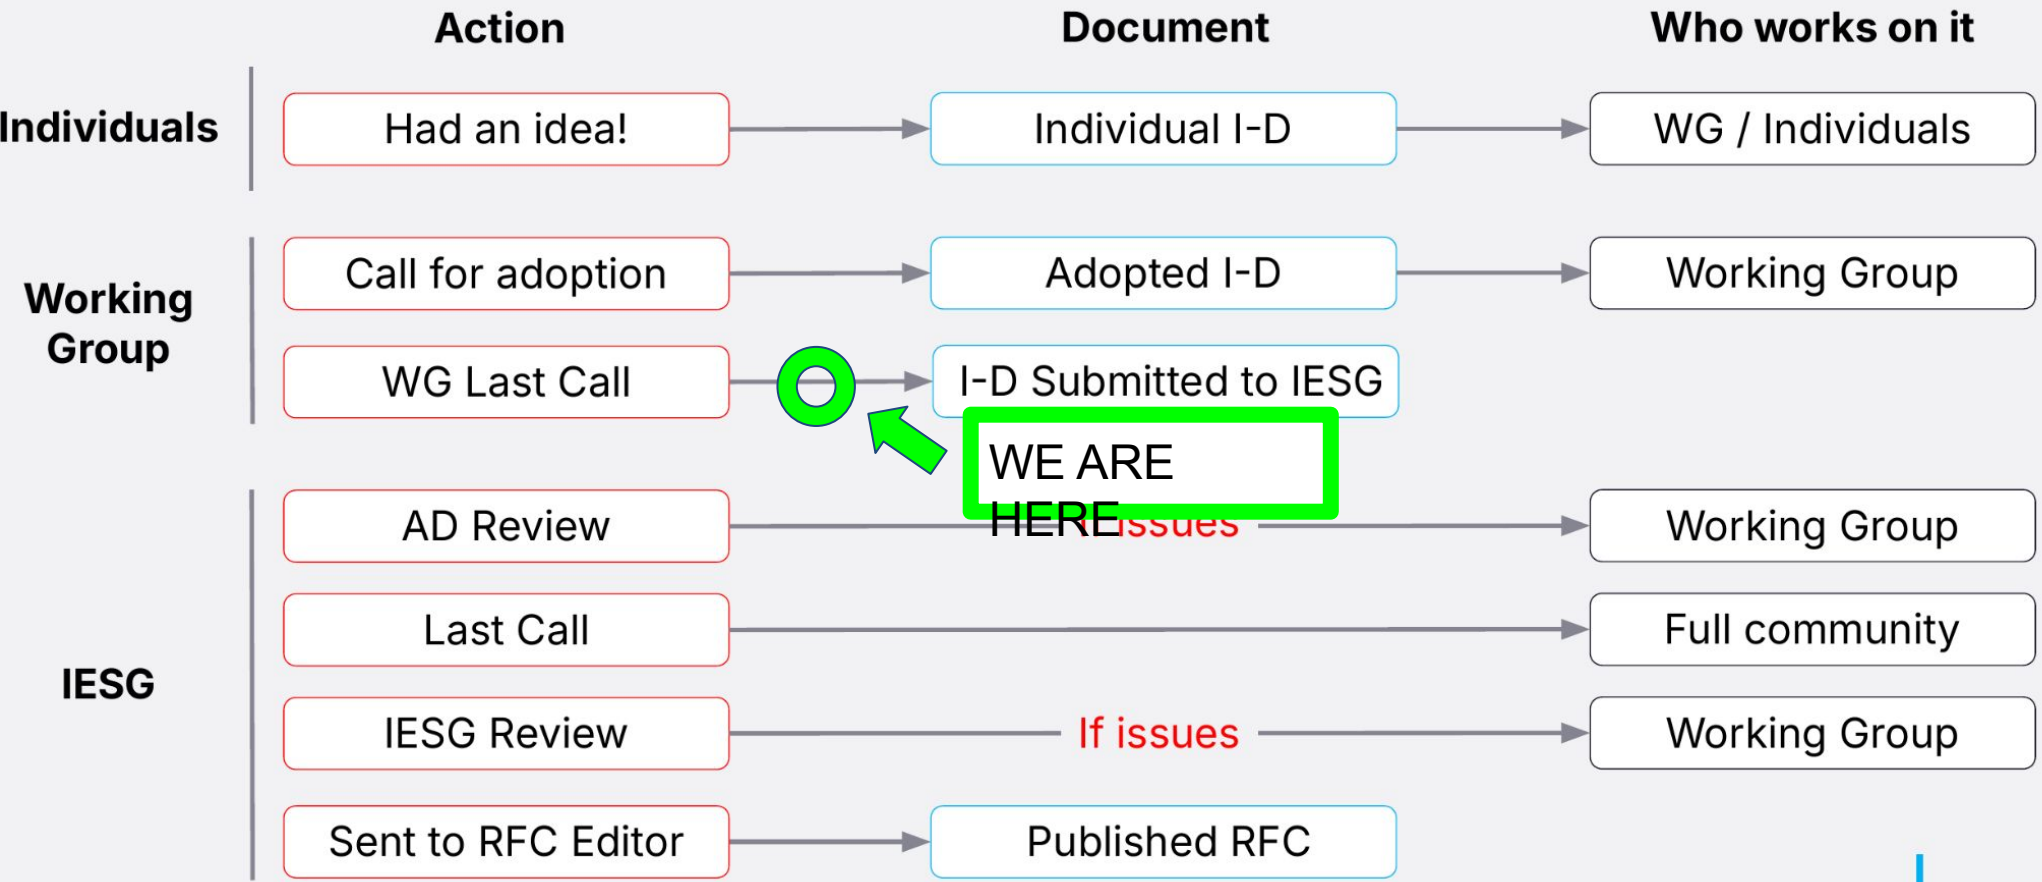 Action Document Who works on it
Individuals Had an idea! Individual I-D WG / Individuals
Working
Group
Call for adoption Adopted I-D Working Group
WG Last Call I-D Submitted to IESG
WE ARE
HERE
IESG
AD Review issues Working Group
Last Call Full community
IESG Review If issues Working Group
Sent to RFC Editor Published RFC